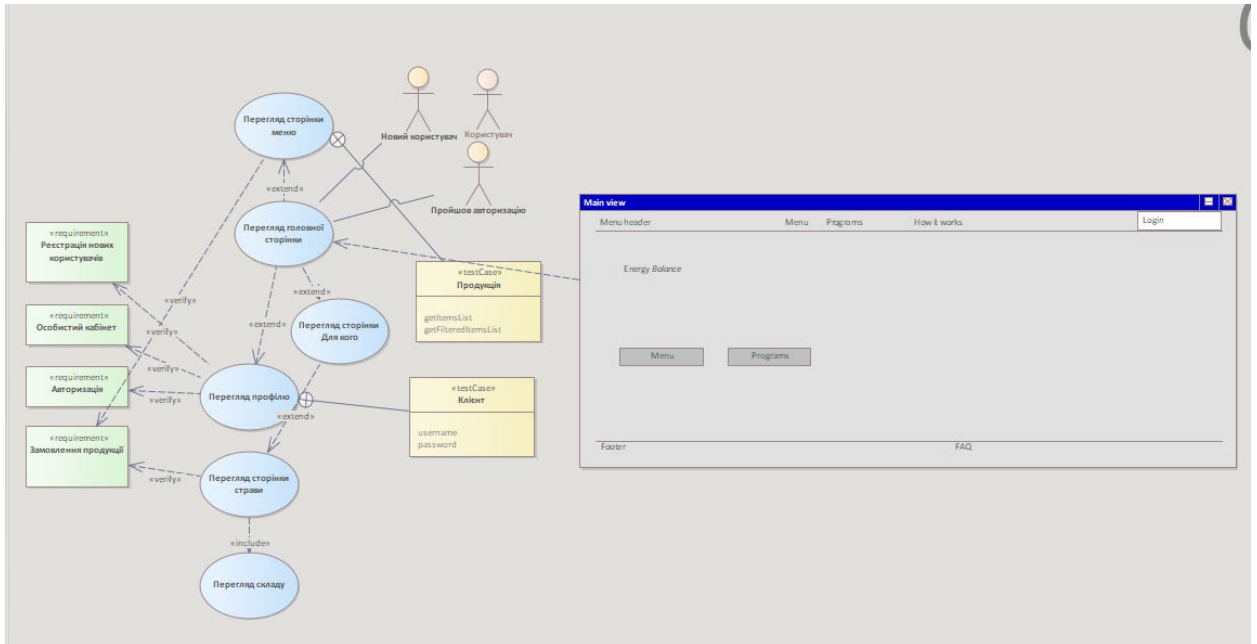 Перегляд сторінки
меню
Новий користувач
Користувач
Пройшов авторизацію
«extend»
Перегляд головної
сторінки
«requirement»
Реєстрація нових
користувачів
«verify»
«extend»
«extend»
Перегляд сторінки
Для кого
«testCase»
Продукція
getItemsList
getFilteredItemsList
«requirement»
Особистий кабінет
«verify»
«verify»
«requirement»
Авторизація
«verify»
Перегляд профілю
«extend»
«testCase»
Клієнт
username
password
«requirement»
Замовлення продукції
«verify»
Перегляд сторінки
страви
«include»
Перегляд складу
Main view
Menu header
Menu
Programs
How it works
Login
Energy Balance
Menu
Programs
Footer
FAQ